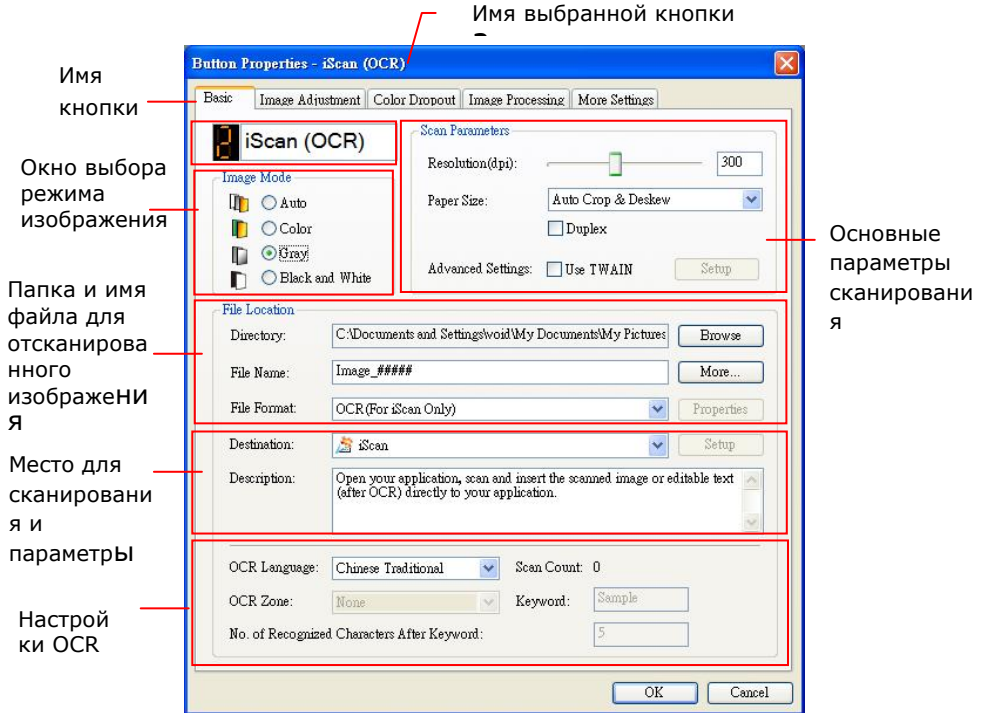 Имя выбранной кнопки
Button Properties - iScan (OCR)
Имя
кнопки
Basic Image Adjustment Color Dropout Image Processing More Settings
2 iScan (OCR)
Scan Parameters
Resolution(dpi): 300
Paper Size: Auto Crop & Deskew
Duplex
Advanced Settings: Use TWAIN Setup
Окно выбора
режима
изображения
Image Mode
Auto
Color
Gray
Black and White
Основные
параметры
сканировани
я
Папка и имя
файла для
отсканирова
нного
изображеНИ
Я
File Location
Directory: C:\Documents and Settings\void\My Documents\My Pictures Browse
File Name: Image_##### More...
File Format: OCR(For iScan Only) Properties
Место для
сканировани
я и
параметрЫ
Destination: iScan Setup
Description: Open your application, scan and insert the scanned image or editable text
(after OCR) directly to your application.
Настрой
ки OCR
OCR Language: Chinese Traditional Scan Count: 0
OCR Zone: None Keyword: Sample
No. of Recognized Characters After Keyword: 5
OK Cancel